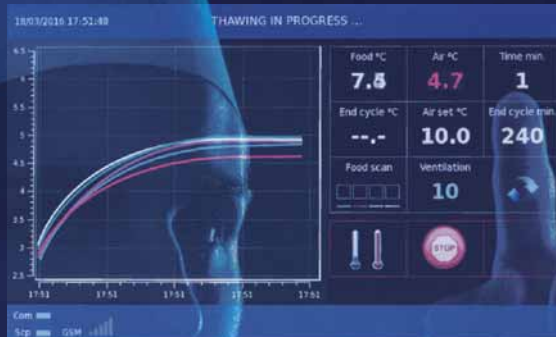 18/03/2016 17:51:40
THAWING IN PROGRESS ...
6.5
6
5.5
5
4.5
4
3.5
3
2.5
17:51 17:51 17:51 17:51 17:51
Food °C Air °C Time min.
4.7 1
End cycle °C Air set °C End cycle min.
--.- 10.0 240
Food scan Ventilation
10
STOP
Com
Scp GSM